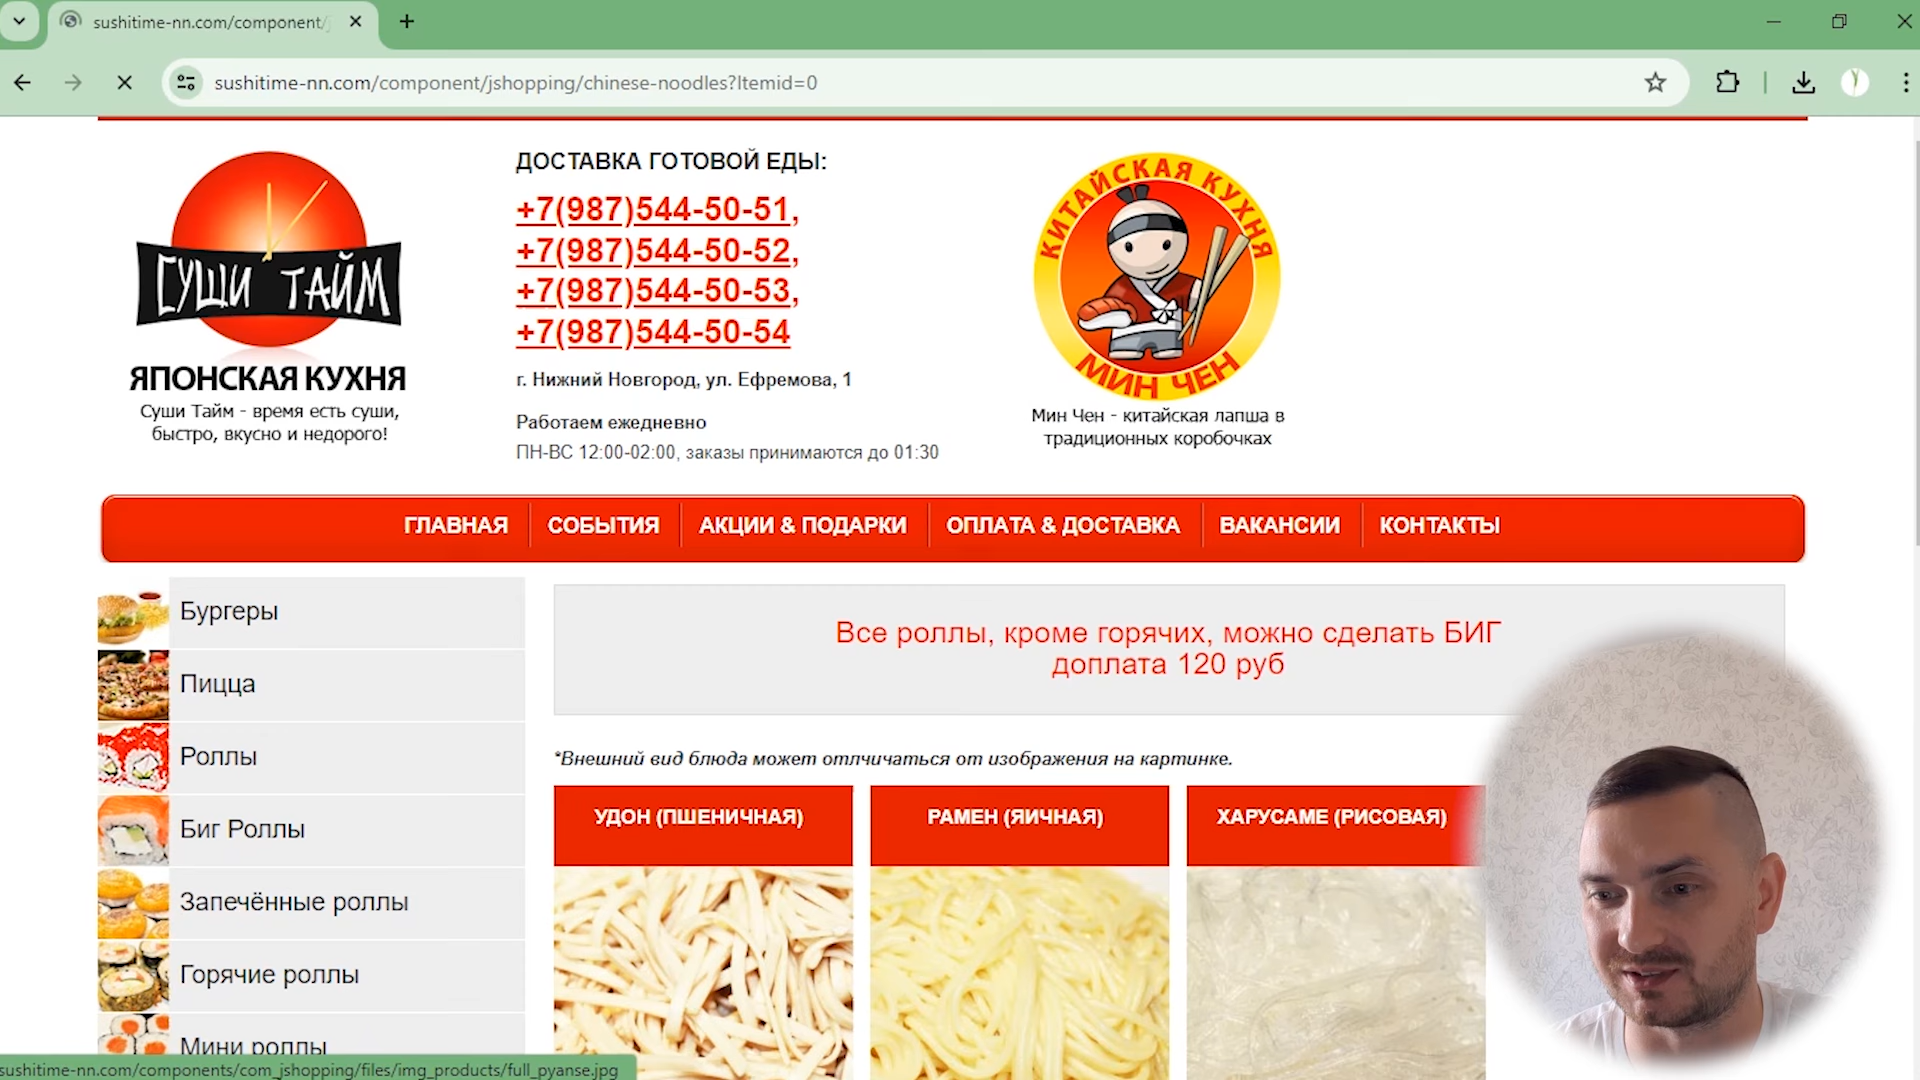 sushitime-nn.com/component/j
sushitime-nn.com/component/jshopping/chinese-noodles?Itemid=0
СУШИ ТАЙМ
ЯПОНСКАЯ КУХНЯ
Суши Тайм - время есть суши,
быстро, вкусно и недорого!
ДОСТАВКА ГОТОВОЙ ЕДЫ:
+7(987)544-50-51,
+7(987)544-50-52,
+7(987)544-50-53,
+7(987)544-50-54
г. Нижний Новгород, ул. Ефремова, 1
Работаем ежедневно
ПН-ВС 12:00-02:00, заказы принимаются до 01:30
КИТАЙСКАЯ КУХНЯ
МИН ЧЕН
Мин Чен - китайская лапша в
традиционных коробочках
ГЛАВНАЯ
СОБЫТИЯ
АКЦИИ & ПОДАРКИ
ОПЛАТА & ДОСТАВКА
ВАКАНСИИ
КОНТАКТЫ
Бургеры
Пицца
Роллы
Биг Роллы
Запечённые роллы
Горячие роллы
Мини роллы
Все роллы, кроме горячих, можно сделать БИГ
доплата 120 руб
*Внешний вид блюда может отлчичаться от изображения на картинке.
УДОН (ПШЕНИЧНАЯ)
РАМЕН (ЯИЧНАЯ)
ХАРУСАМЕ (РИСОВАЯ)
sushitime-nn.com/components/com_jshopping/files/img_products/full_pyanse.jpg